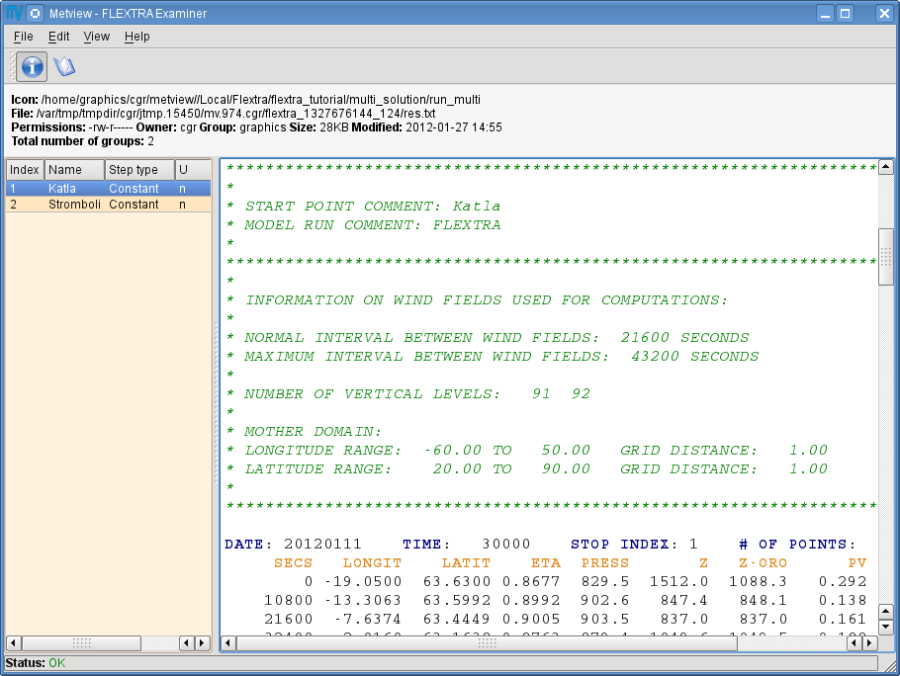 Metview - FLEXTRA Examiner
File Edit View Help
Icon: /home/graphics/cgr/metview//Local/Flextra/flextra_tutorial/multi_solution/run_multi
File: /var/tmp/tmpdir/cgr/jtmp.15450/mv.974.cgr/flextra_1327676144_124/res.txt
Permissions: -rw-r----- Owner: cgr Group: graphics Size: 28KB Modified: 2012-01-27 14:55
Total number of groups: 2
Index Name Step type U
1 Katla Constant n
2 Stromboli Constant n
******************************************************************
*
* START POINT COMMENT: Katla
* MODEL RUN COMMENT: FLEXTRA
*
******************************************************************
*
* INFORMATION ON WIND FIELDS USED FOR COMPUTATIONS:
*
* NORMAL INTERVAL BETWEEN WIND FIELDS: 21600 SECONDS
* MAXIMUM INTERVAL BETWEEN WIND FIELDS: 43200 SECONDS
*
* NUMBER OF VERTICAL LEVELS: 91 92
*
* MOTHER DOMAIN:
* LONGITUDE RANGE: -60.00 TO 50.00 GRID DISTANCE: 1.00
* LATITUDE RANGE: 20.00 TO 90.00 GRID DISTANCE: 1.00
*
******************************************************************
DATE: 20120111 TIME: 30000 STOP INDEX: 1 # OF POINTS:
SECS LONGIT LATIT ETA PRESS Z Z-ORO PV
0 -19.0500 63.6300 0.8677 829.5 1512.0 1088.3 0.292
10800 -13.3063 63.5992 0.8992 902.6 847.4 848.1 0.138
21600 -7.6374 63.4449 0.9005 903.5 837.0 837.0 0.161
Status: OK